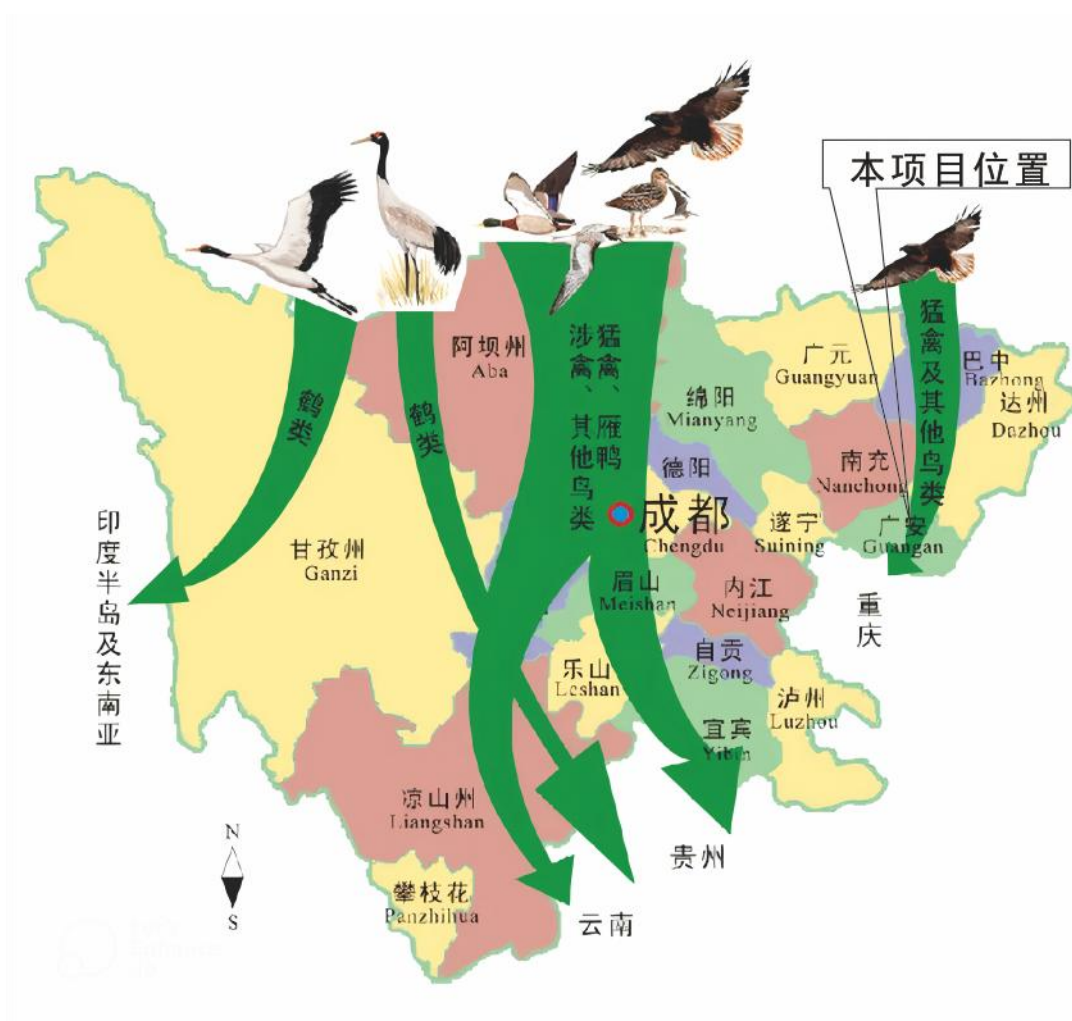 本项目位置
猛禽及其他鸟类
鹤类
鹤类
猛禽、雁鸭
涉禽、其他鸟类
阿坝州
Aba
广元
Guangyuan
巴中
Bazhong
达州
Dazhou
绵阳
Mianyang
德阳
南充
Nanchong
成都
Chengdu
遂宁
Suining
广安
Guangan
甘孜州
Ganzi
眉山
Meishan
内江
Neijiang
重庆
印度半岛及东南亚
自贡
Zigong
乐山
Leshan
泸州
Luzhou
宜宾
Yibin
凉山州
Liangshan
贵州
攀枝花
Panzhihua
云南
N
S